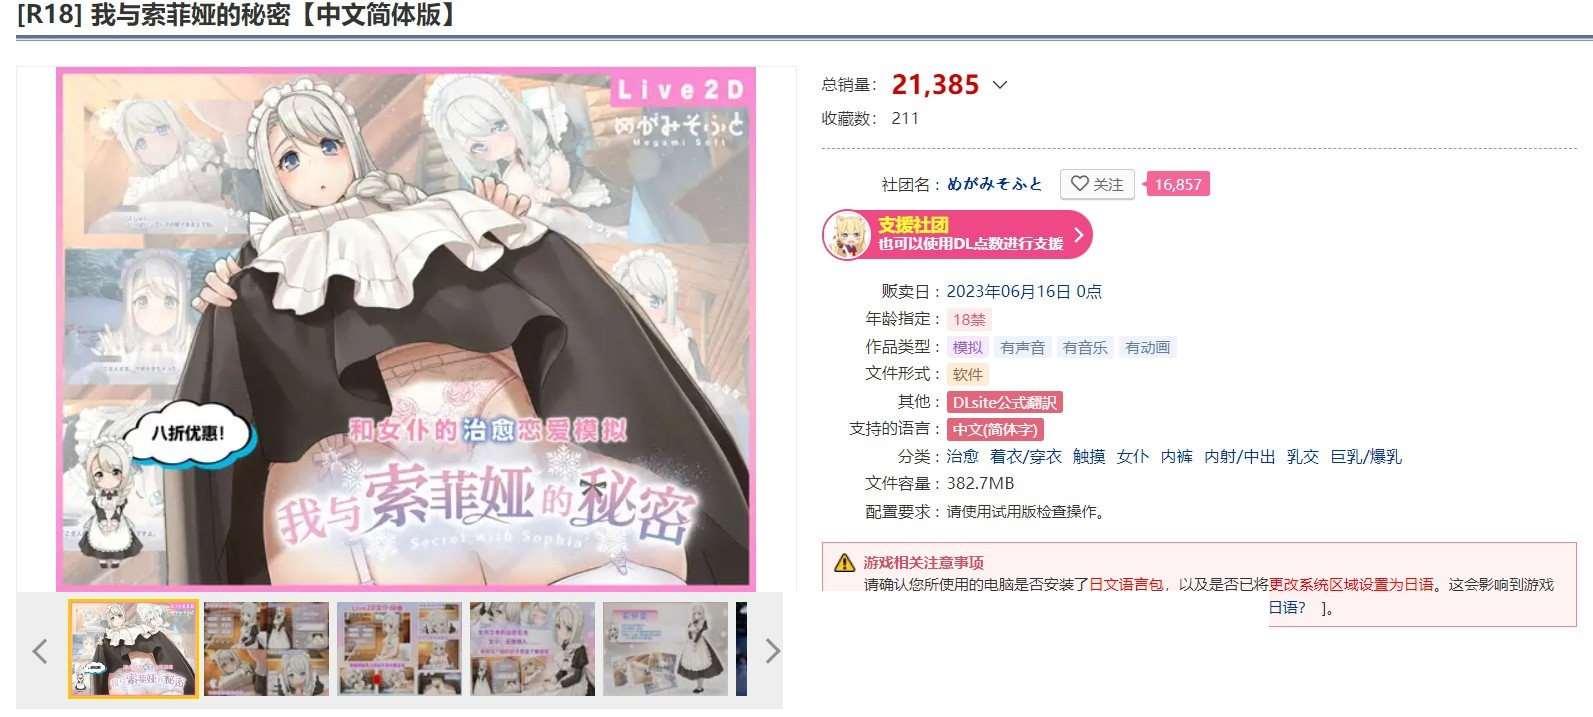 [R18] 我与索菲娅的秘密【中文简体版】
Live2D
めがみそふと
Megami Soft
八折优惠!
和女仆的治愈恋爱模拟
我与索菲娅的秘密
Secret with Sophia
总销量: 21,385
收藏数: 211
社团名 : めがみそふと 关注 16,857
支援社团
也可以使用DL点数进行支援
贩卖日 : 2023年06月16日 0点
年龄指定 : 18禁
作品类型 : 模拟 有声音 有音乐 有动画
文件形式 : 软件
其他 : DLsite公式翻訳
支持的语言 : 中文(简体字)
分类 : 治愈 着衣/穿衣 触摸 女仆 内裤 内射/中出 乳交 巨乳/爆乳
文件容量 : 382.7MB
配置要求 : 请使用试用版检查操作。
游戏相关注意事项
请确认您所使用的电脑是否安装了日文语言包，以及是否已将更改系统区域设置为日语。这会影响到游戏
日语? ]。